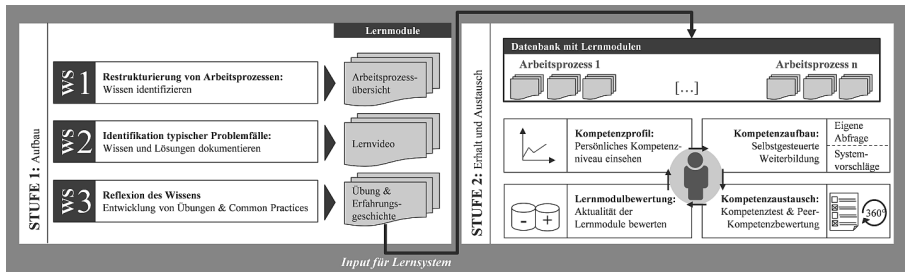 Lernmodule
STUFE 1: Aufbau
WS 1
Restrukturierung von Arbeitsprozessen:
Wissen identifizieren
Arbeitsprozess-
übersicht
WS 2
Identifikation typischer Problemfälle:
Wissen und Lösungen dokumentieren
Lernvideo
WS 3
Reflexion des Wissens
Entwicklung von Übungen & Common Practices
Übung &
Erfahrungs-
geschichte
Input für Lernsystem
STUFE 2: Erhalt und Austausch
Datenbank mit Lernmodulen
Arbeitsprozess 1
[…]
Arbeitsprozess n
Kompetenzprofil:
Persönliches Kompetenz-
niveau einsehen
Kompetenzaufbau:
Selbstgesteuerte
Weiterbildung
Eigene
Abfrage
System-
vorschläge
Lernmodulbewertung:
Aktualität der
Lernmodule bewerten
Kompetenzaustausch:
Kompetenztest & Peer-
Kompetenzbewertung
360°